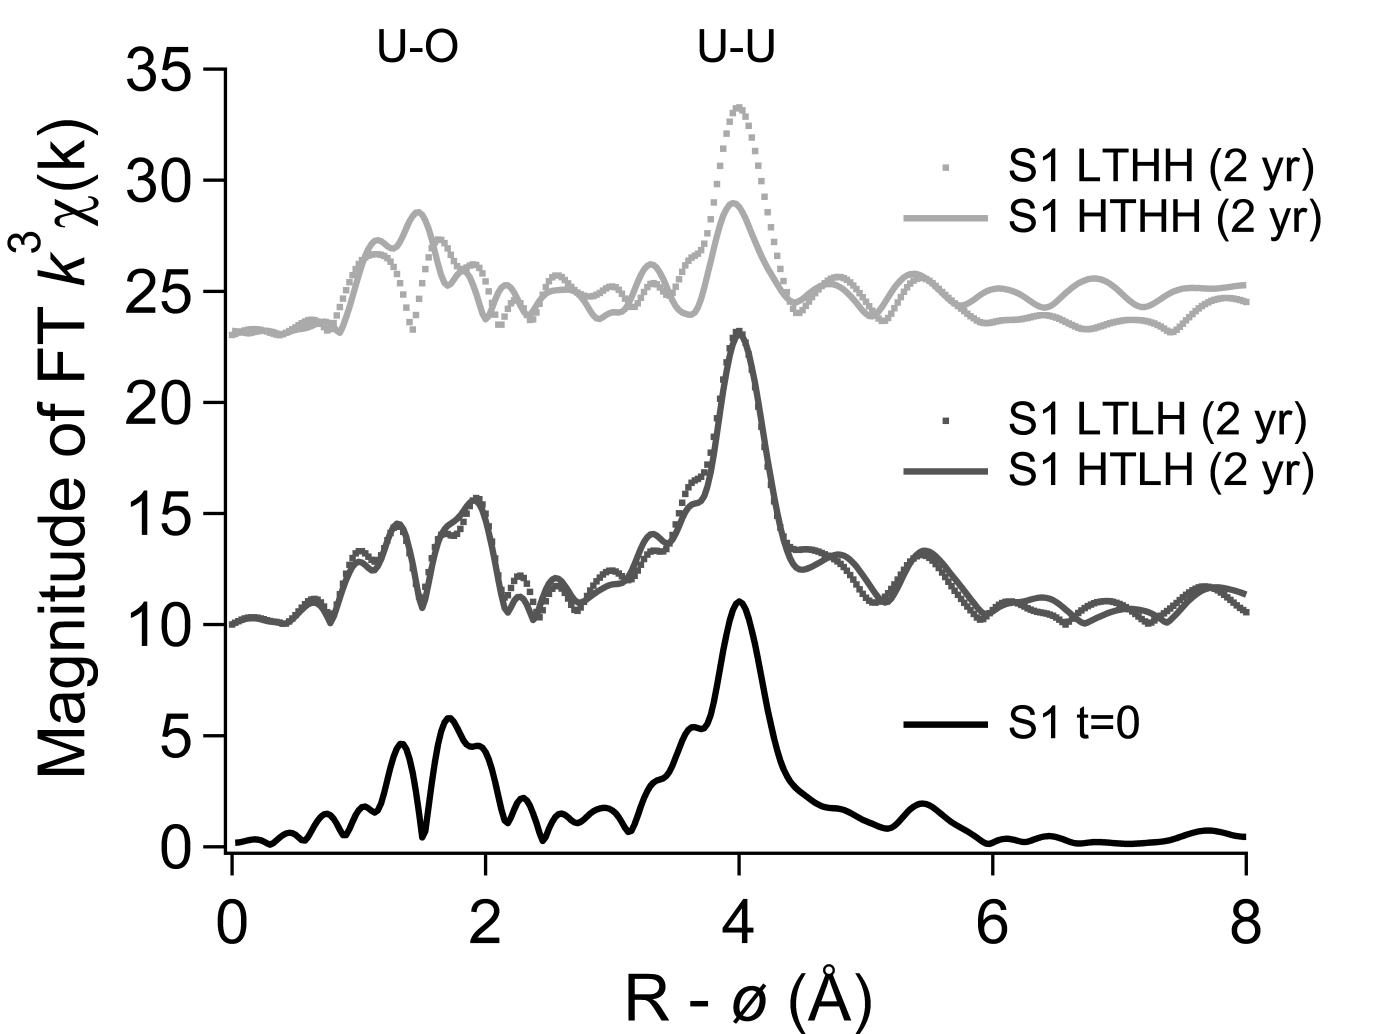 U-O
U-U
35
30
25
20
15
10
5
0
Magnitude of FT k³ χ(k)
S1 LTHH (2 yr)
S1 HTHH (2 yr)
S1 LTLH (2 yr)
S1 HTLH (2 yr)
S1 t=0
0 2 4 6 8
R - ø (Å)